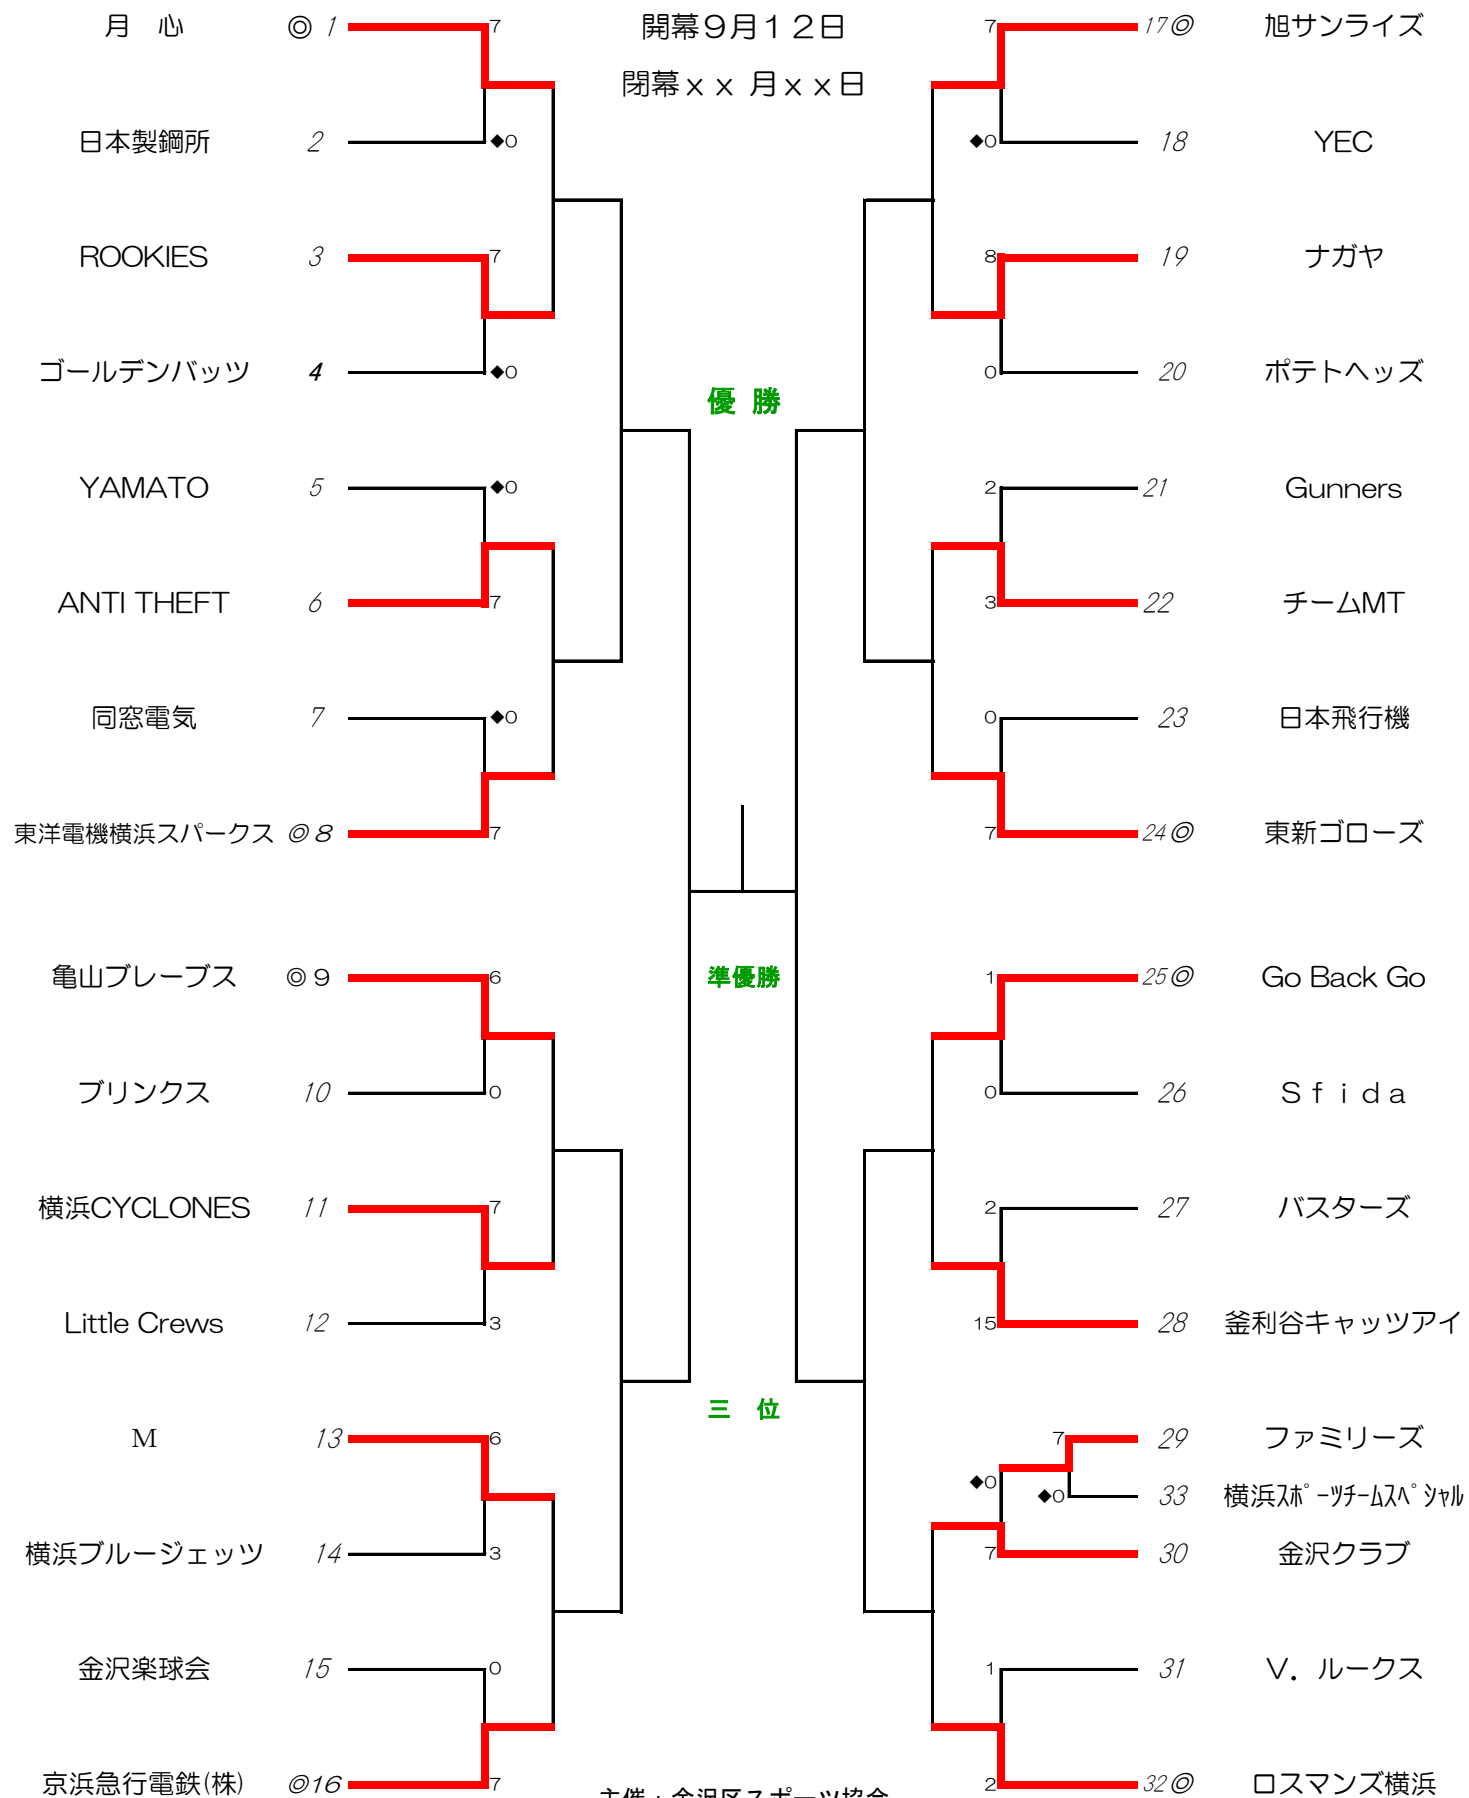 開幕９月１２日
閉幕ｘｘ 月ｘｘ日
月　心 ◎ 1 7
日本製鋼所 2 ◆0
ROOKIES 3 7
ゴールデンバッツ 4 ◆0
YAMATO 5 ◆0
ANTI THEFT 6 7
同窓電気 7 ◆0
東洋電機横浜スパークス ◎ 8 7
亀山ブレーブス ◎ 9 6
ブリンクス 10 0
横浜CYCLONES 11 7
Little Crews 12 3
M 13 6
横浜ブルージェッツ 14 3
金沢楽球会 15 0
京浜急行電鉄(株) ◎16 7
優 勝
準優勝
三　位
7 17◎ 旭サンライズ
◆0 18 YEC
8 19 ナガヤ
0 20 ポテトヘッズ
2 21 Gunners
3 22 チームMT
0 23 日本飛行機
7 24◎ 東新ゴローズ
1 25◎ Go Back Go
0 26 Ｓｆｉｄａ
2 27 バスターズ
15 28 釜利谷キャッツアイ
7 29 ファミリーズ
◆0
◆0 33 横浜ｽﾎﾟｰﾂﾁｰﾑｽﾍﾟｼｬﾙ
7 30 金沢クラブ
1 31 Ｖ．ルークス
2 32◎ ロスマンズ横浜
主催：金沢区スポーツ協会